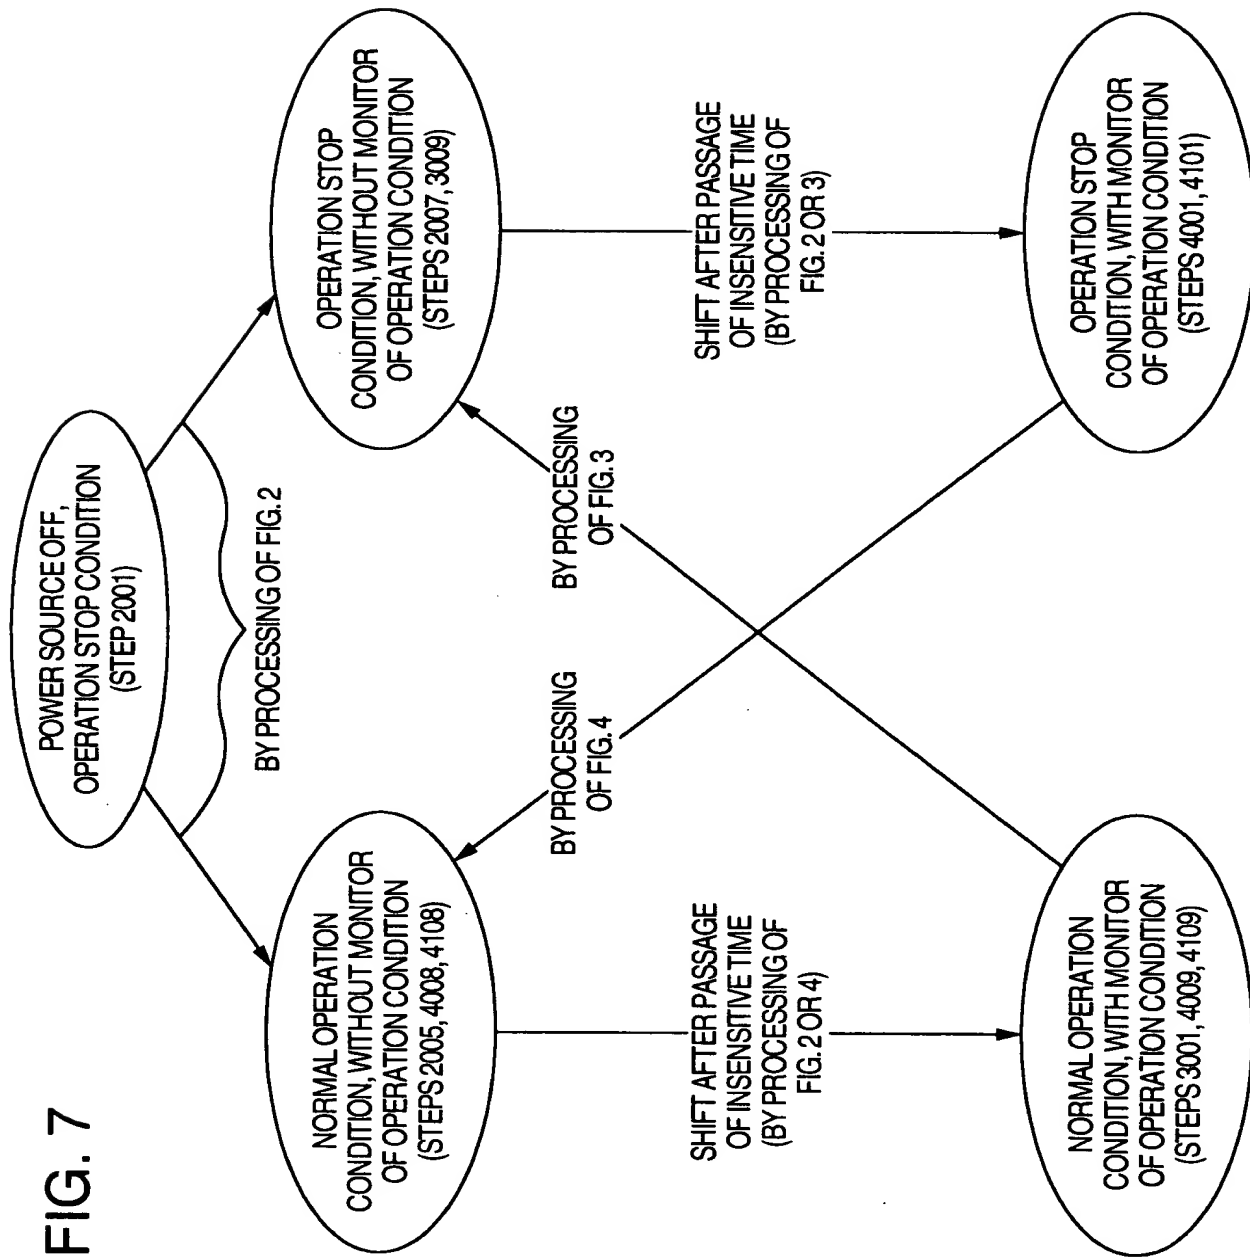 FIG. 7
POWER SOURCE OFF,
OPERATION STOP CONDITION
(STEP 2001)
BY PROCESSING OF FIG. 2
NORMAL OPERATION
CONDITION, WITHOUT MONITOR
OF OPERATION CONDITION
(STEPS 2005, 4008, 4108)
OPERATION STOP
CONDITION, WITHOUT MONITOR
OF OPERATION CONDITION
(STEPS 2007, 3009)
BY PROCESSING
OF FIG. 4
BY PROCESSING
OF FIG. 3
SHIFT AFTER PASSAGE
OF INSENSITIVE TIME
(BY PROCESSING OF
FIG. 2 OR 4)
SHIFT AFTER PASSAGE
OF INSENSITIVE TIME
(BY PROCESSING OF
FIG. 2 OR 3)
NORMAL OPERATION
CONDITION, WITH MONITOR
OF OPERATION CONDITION
(STEPS 3001, 4009, 4109)
OPERATION STOP
CONDITION, WITH MONITOR
OF OPERATION CONDITION
(STEPS 4001, 4101)